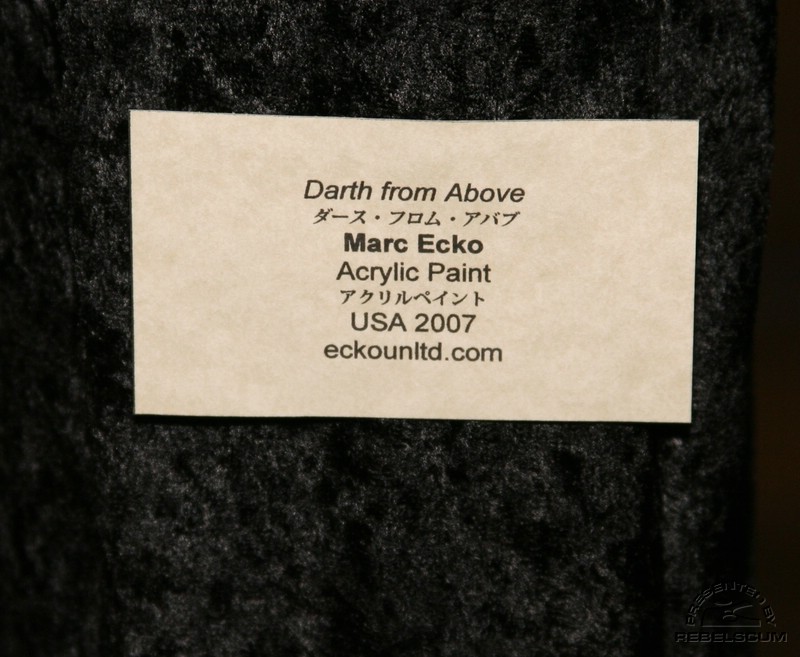 Darth from Above
ダース・フロム・アバブ
Marc Ecko
Acrylic Paint
アクリルペイント
USA 2007
eckounltd.com
PRESENTED BY
REBELSCUM